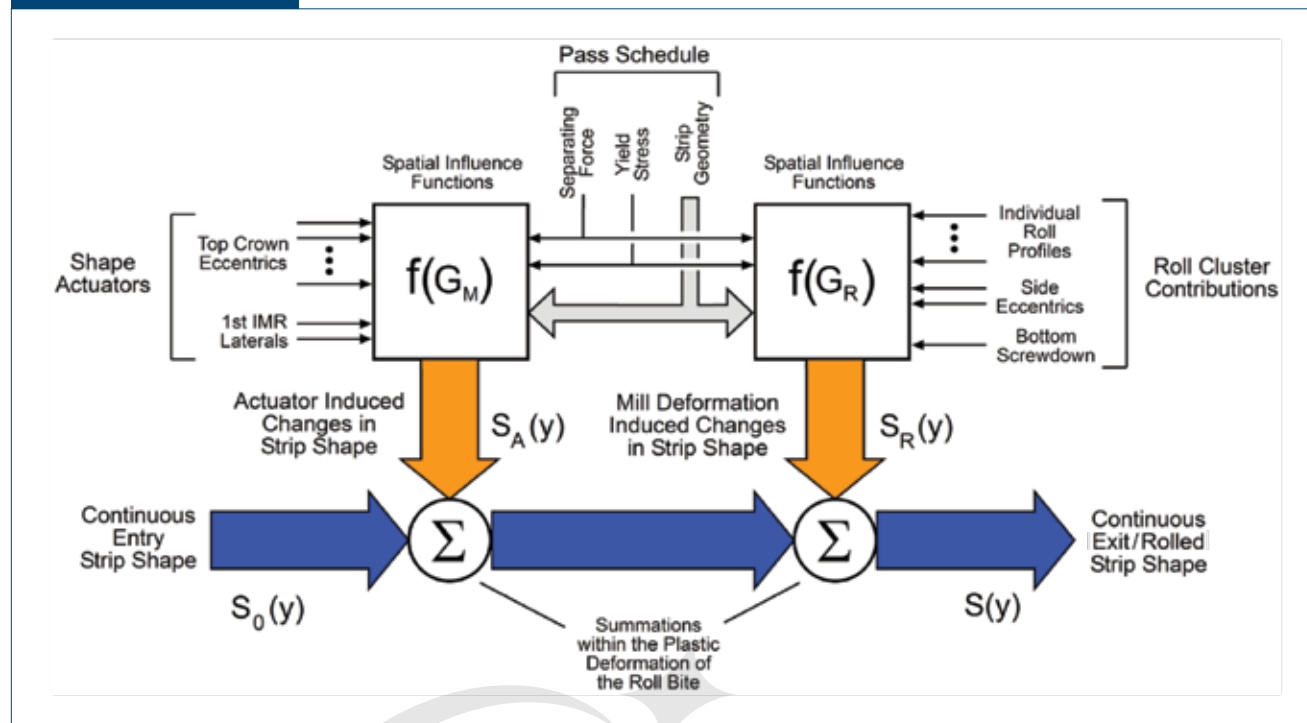 Pass Schedule
Separating
Force
Yield
Stress
Strip
Geometry
Spatial Influence
Functions
Spatial Influence
Functions
Shape
Actuators
Top Crown
Eccentrics
1st IMR
Laterals
f(G_M)
f(G_R)
Individual
Roll
Profiles
Side
Eccentrics
Bottom
Screwdown
Roll Cluster
Contributions
Actuator Induced
Changes in
Strip Shape
S_A(y)
Mill Deformation
Induced Changes
in Strip Shape
S_R(y)
Continuous
Entry
Strip Shape
S_0(y)
Σ
Σ
Continuous
Exit/Rolled
Strip Shape
S(y)
Summations
within the Plastic
Deformation of
the Roll Bite